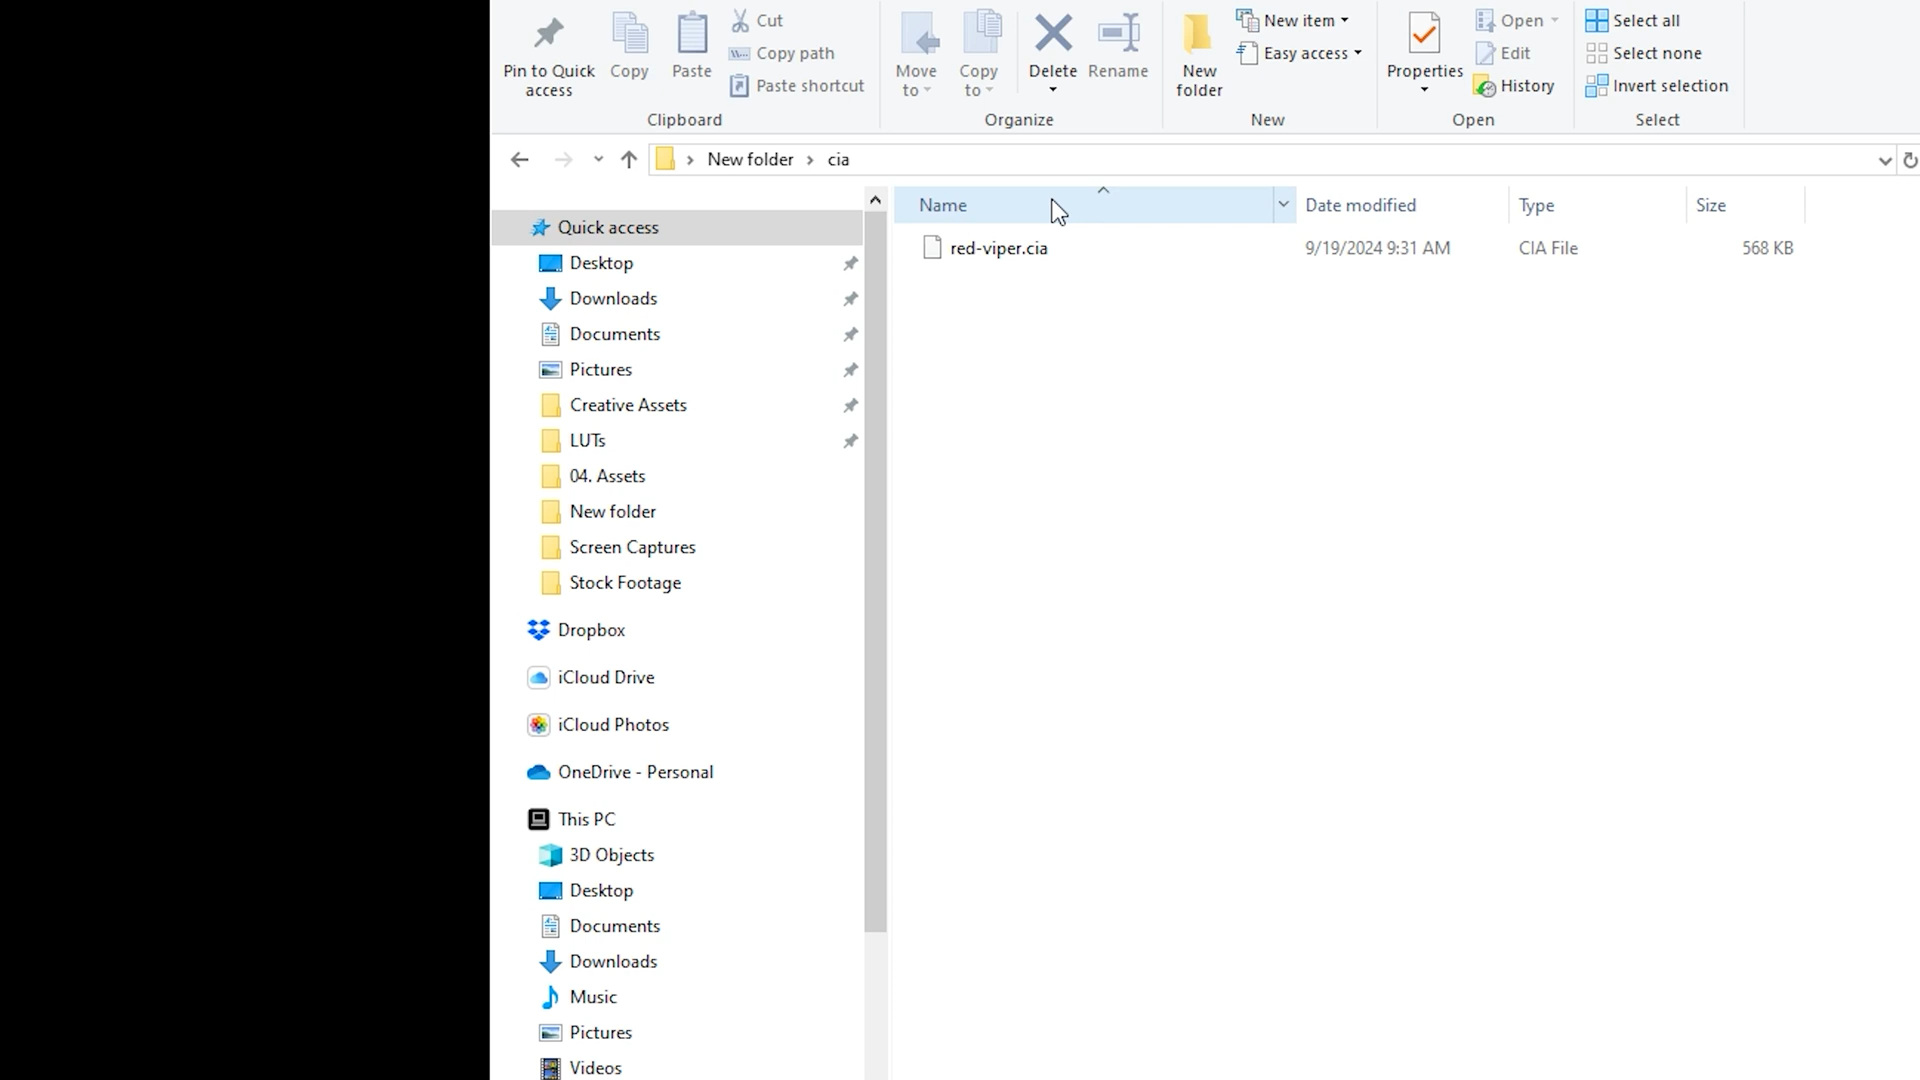 Pin to Quick access
Copy
Paste
Cut
Copy path
Paste shortcut
Clipboard
Move to
Copy to
Delete
Rename
Organize
New folder
New item
Easy access
New
Properties
Open
Edit
History
Open
Select all
Select none
Invert selection
Select
New folder > cia
Name Date modified Type Size
red-viper.cia 9/19/2024 9:31 AM CIA File 568 KB
Quick access
Desktop
Downloads
Documents
Pictures
Creative Assets
LUTs
04. Assets
New folder
Screen Captures
Stock Footage
Dropbox
iCloud Drive
iCloud Photos
OneDrive - Personal
This PC
3D Objects
Desktop
Documents
Downloads
Music
Pictures
Videos